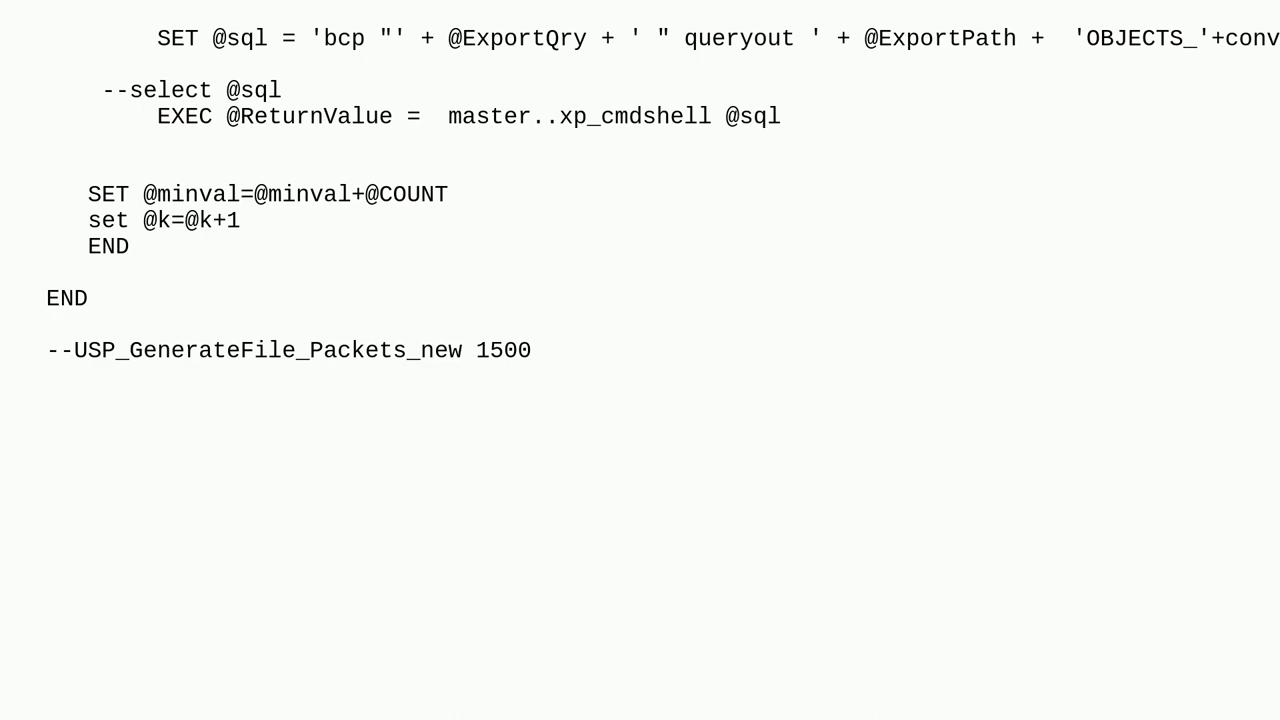 SET @sql = 'bcp "' + @ExportQry + ' " queryout ' + @ExportPath +  'OBJECTS_'+conv
--select @sql
EXEC @ReturnValue =  master..xp_cmdshell @sql
SET @minval=@minval+@COUNT
set @k=@k+1
END
END
--USP_GenerateFile_Packets_new 1500